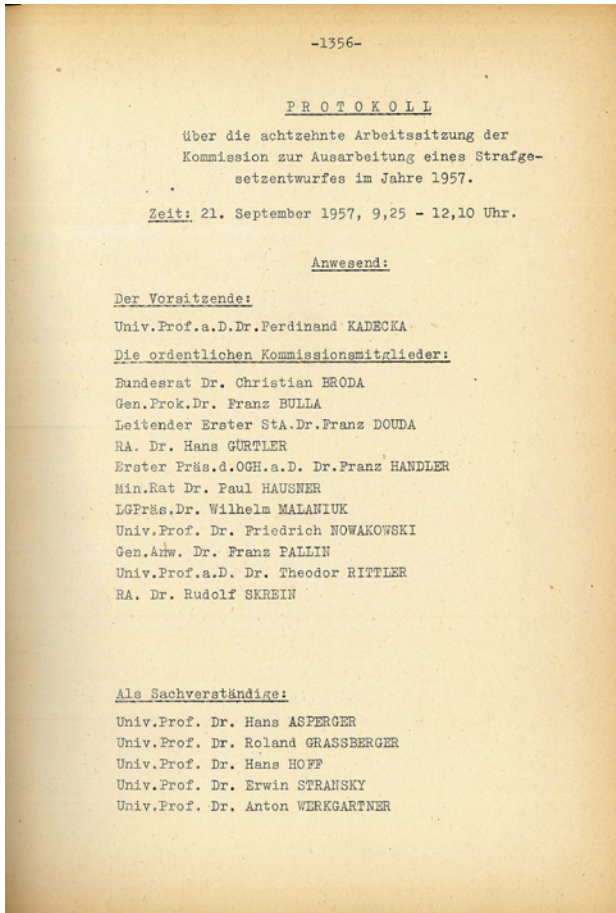 -1356-
PROTOKOLL
über die achtzehnte Arbeitssitzung der
Kommission zur Ausarbeitung eines Strafge-
setzentwurfes im Jahre 1957.
Zeit: 21. September 1957, 9,25 - 12,10 Uhr.
Anwesend:
Der Vorsitzende:
Univ.Prof.a.D.Dr.Ferdinand KADECKA
Die ordentlichen Kommissionsmitglieder:
Bundesrat Dr. Christian BRODA
Gen.Prok.Dr. Franz BULLA
Leitender Erster StA.Dr.Franz DOUDA
RA. Dr. Hans GÜRTLER
Erster Präs.d.OGH.a.D. Dr.Franz HANDLER
Min.Rat Dr. Paul HAUSNER
LGPräs.Dr. Wilhelm MALANIUK
Univ.Prof. Dr. Friedrich NOWAKOWSKI
Gen.Anw. Dr. Franz PALLIN
Univ.Prof.a.D. Dr. Theodor RITTLER
RA. Dr. Rudolf SKREIN
Als Sachverständige:
Univ.Prof. Dr. Hans ASPERGER
Univ.Prof. Dr. Roland GRASSBERGER
Univ.Prof. Dr. Hans HOFF
Univ.Prof. Dr. Erwin STRANSKY
Univ.Prof. Dr. Anton WERKGARTNER